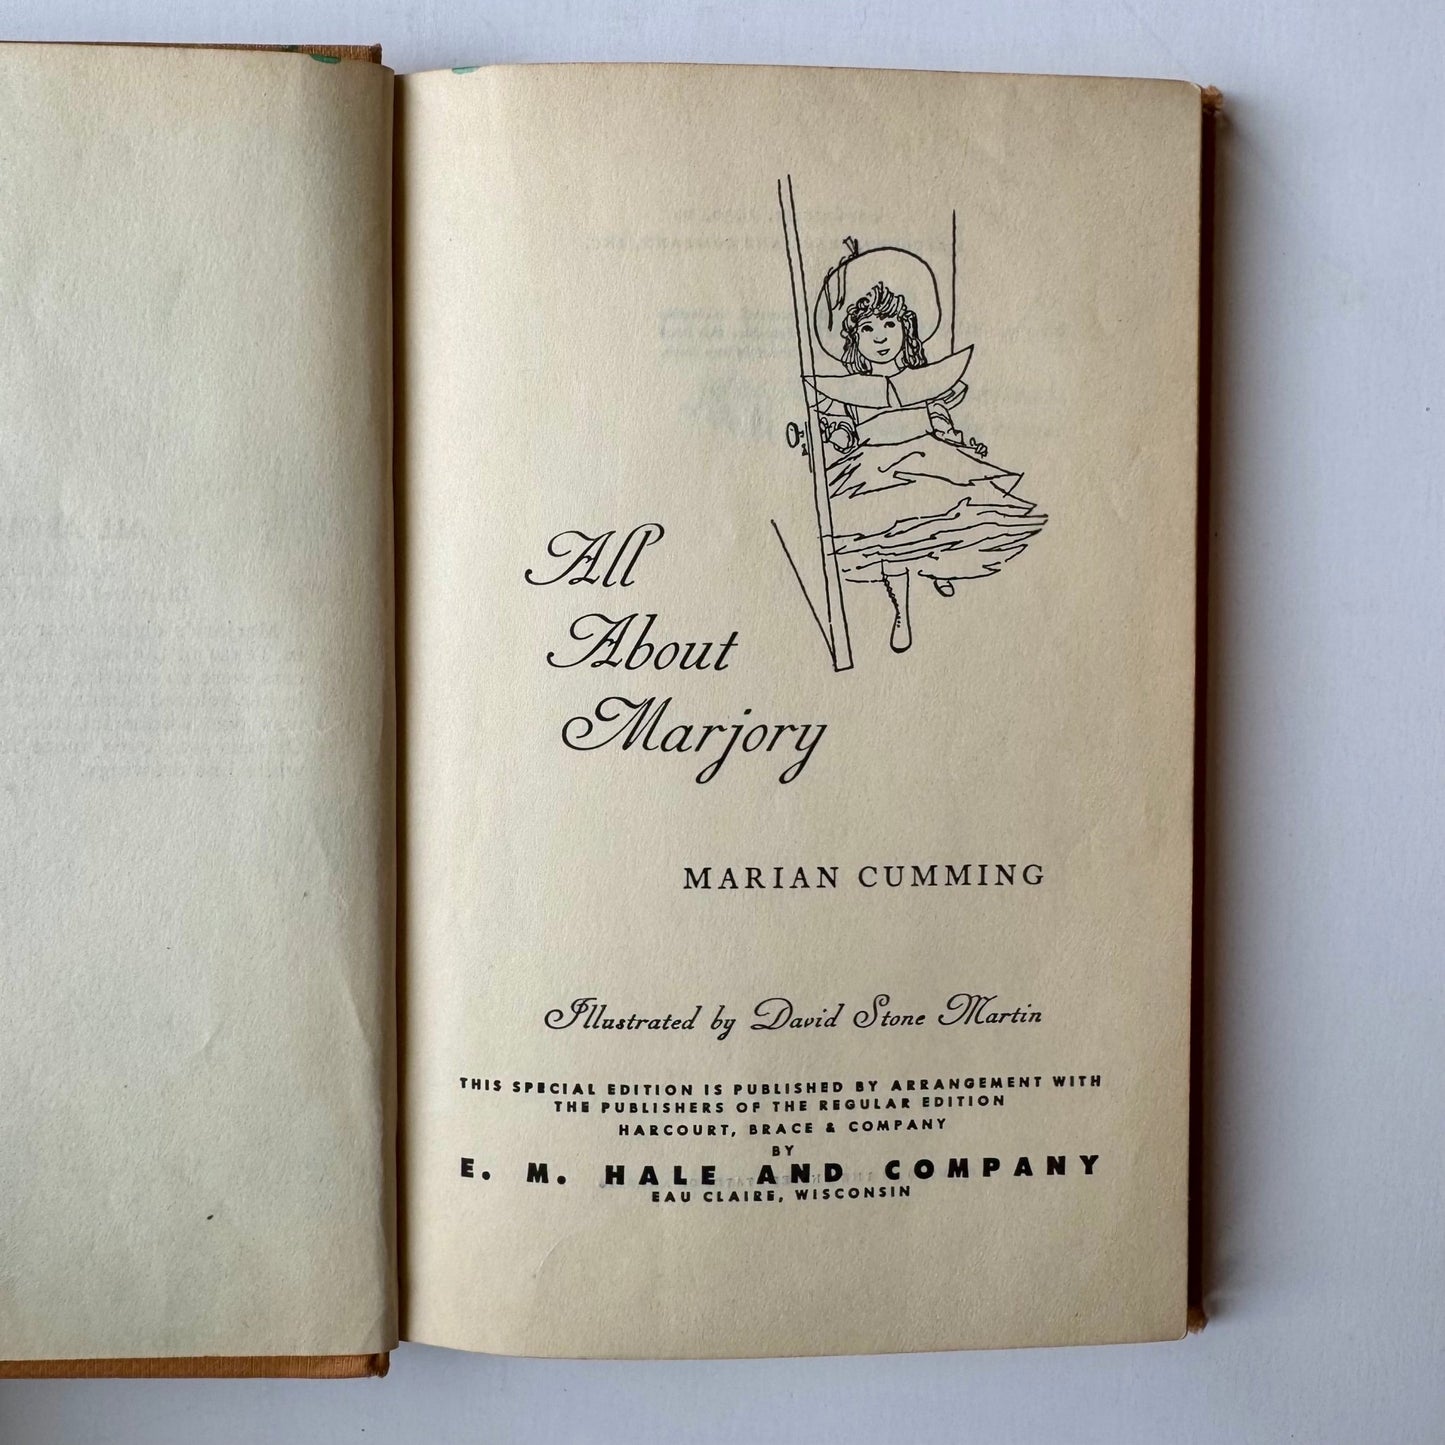 All
About
Marjory
MARIAN CUMMING
Illustrated by David Stone Martin
THIS SPECIAL EDITION IS PUBLISHED BY ARRANGEMENT WITH
THE PUBLISHERS OF THE REGULAR EDITION
HARCOURT, BRACE & COMPANY
BY
E. M. HALE AND COMPANY
EAU CLAIRE, WISCONSIN